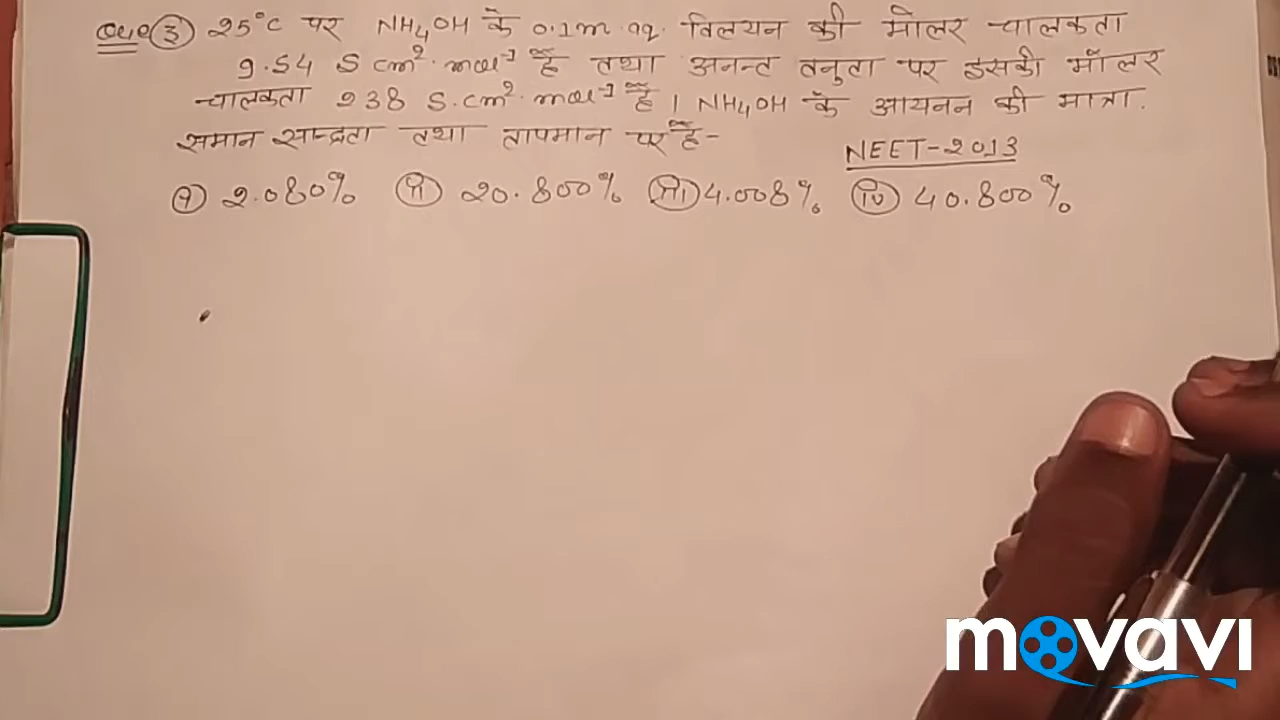 Que ③ 25°C पर NH₄OH के 0.1m aq. विलयन की मोलर चालकता
9.54 S cm² mol⁻¹ है तथा अनन्त तनुता पर इसकी मॉलर
चालकता 238 S.cm² mol⁻¹ है। NH₄OH के आयनन की मात्रा.
समान सान्द्रता तथा तापमान पर है-
NEET-2013
(i) 2.080% (ii) 20.800% (iii) 4.008% (iv) 40.800%
movavi